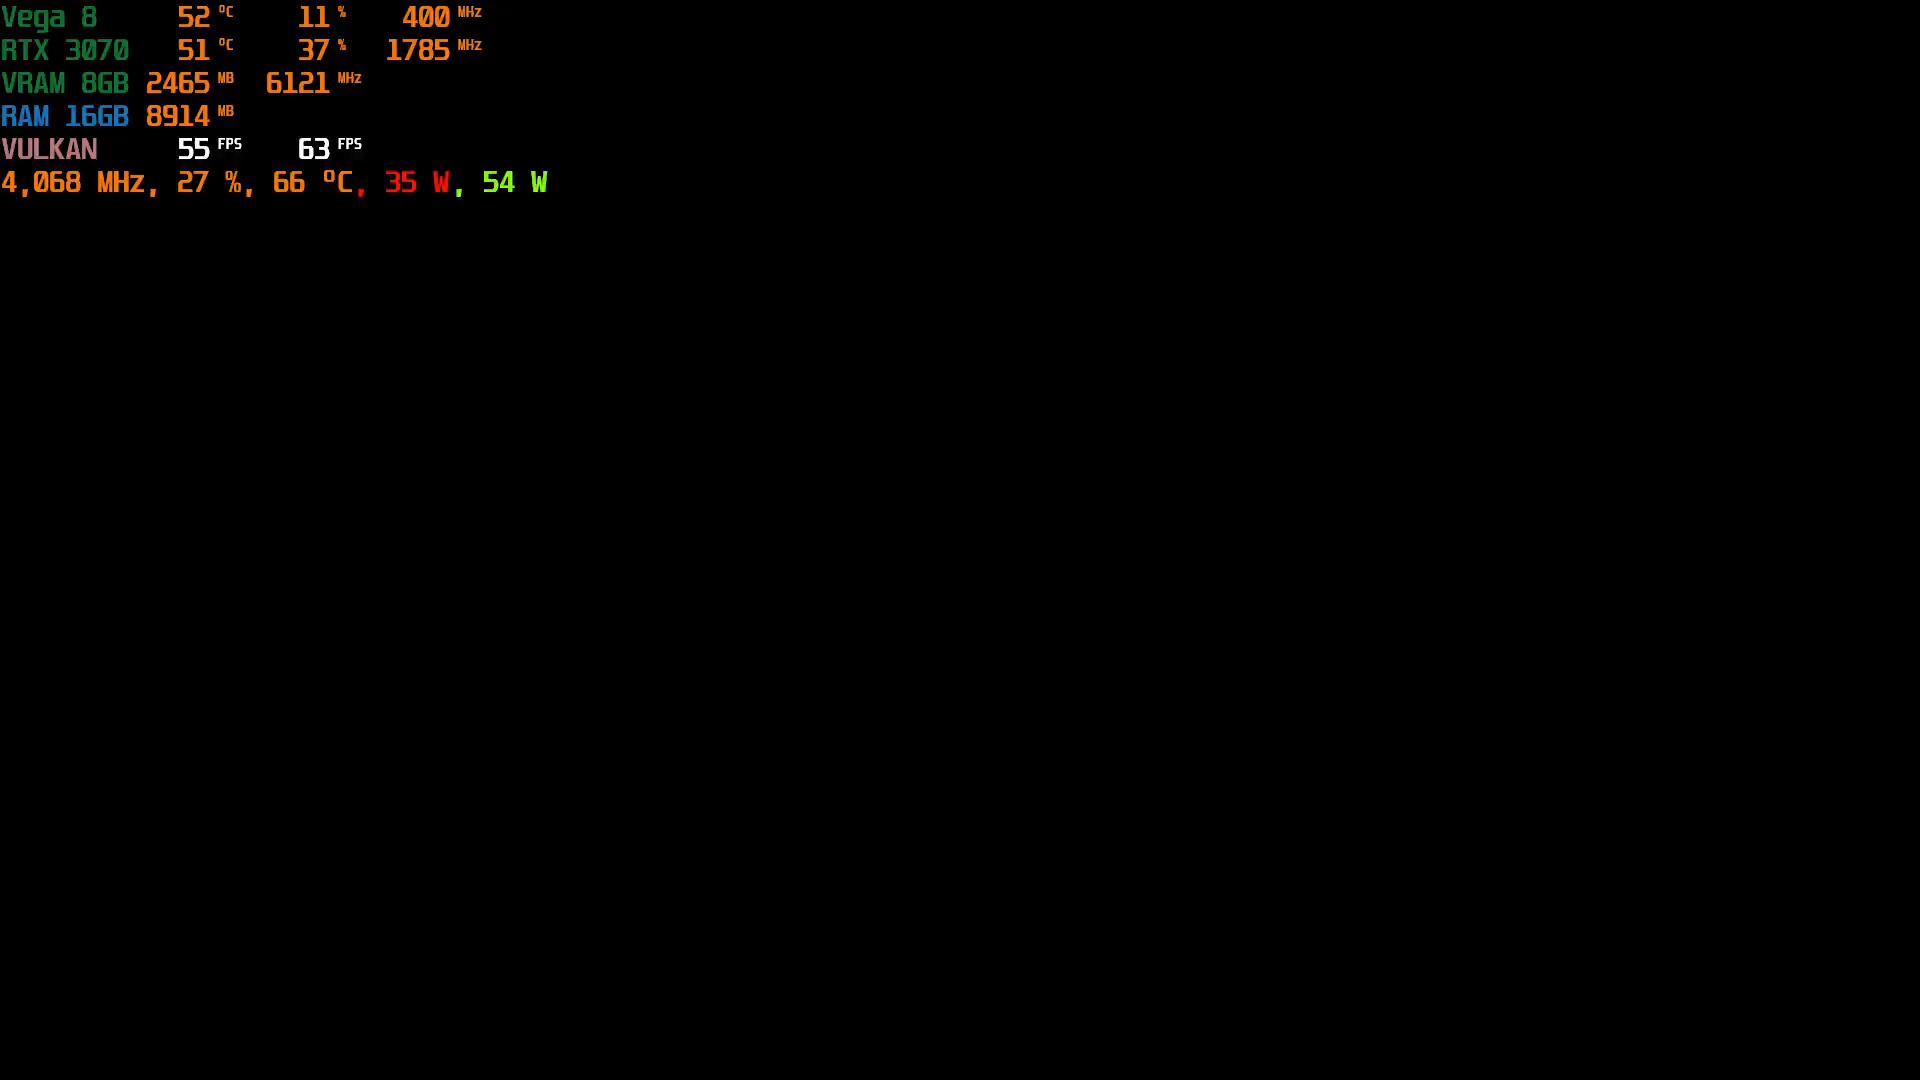 Vega 8 52 °C 11 % 400 MHz
RTX 3070 51 °C 37 % 1785 MHz
VRAM 8GB 2465 MB 6121 MHz
RAM 16GB 8914 MB
VULKAN 55 FPS 63 FPS
4,068 MHz, 27 %, 66 °C, 35 W, 54 W